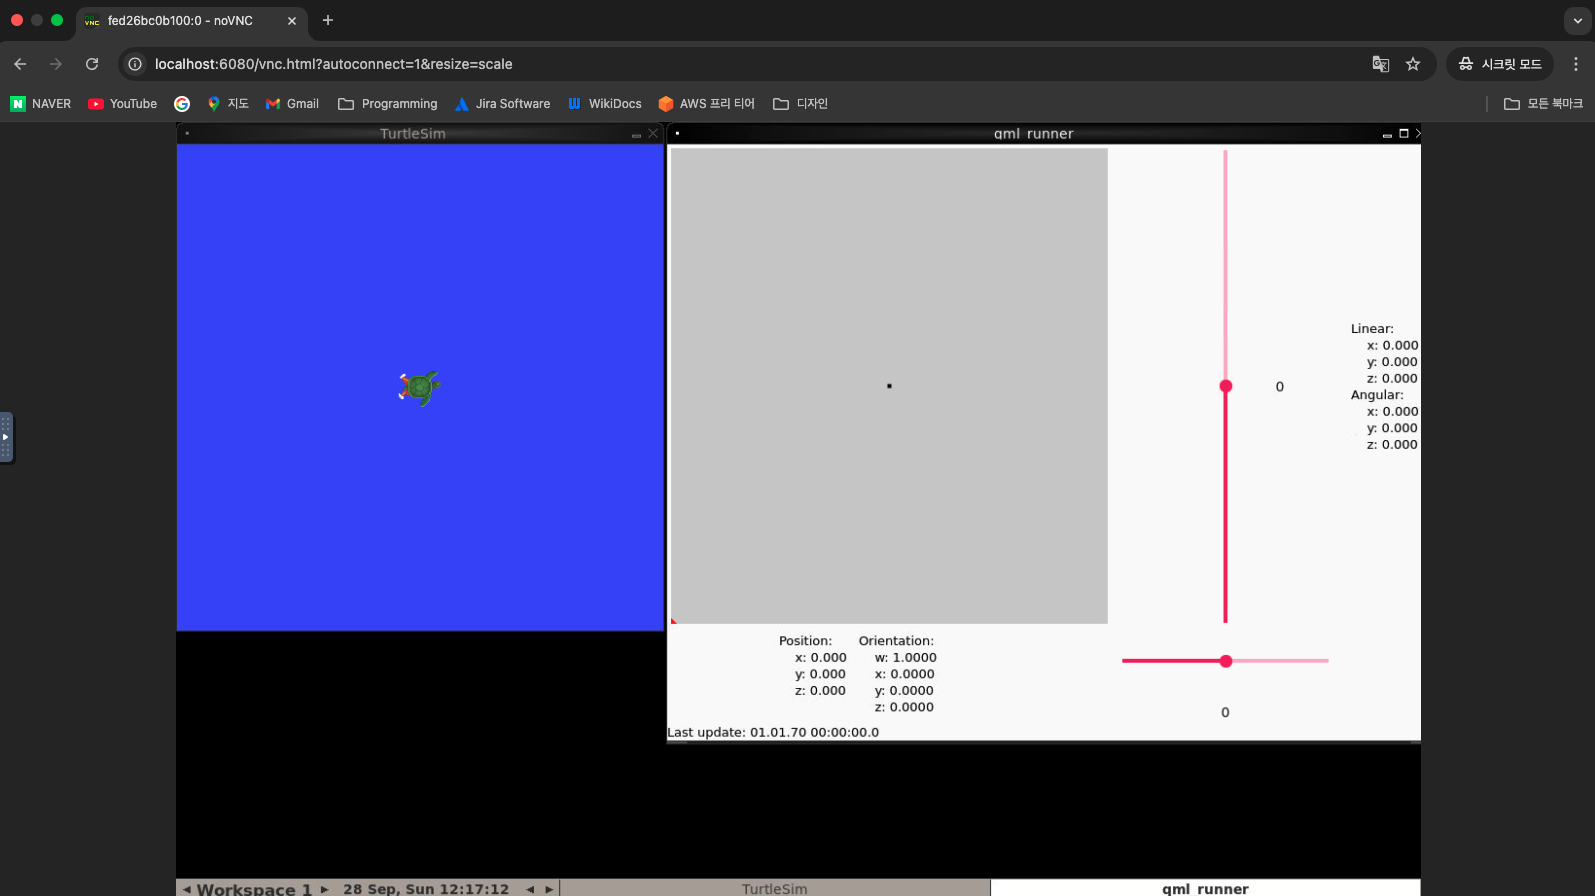 fed26bc0b100:0 - noVNC
localhost:6080/vnc.html?autoconnect=1&resize=scale
시크릿 모드
NAVER YouTube 지도 Gmail Programming Jira Software WikiDocs AWS 프리 티어 디자인 모든 북마크
TurtleSim
qml_runner
Linear:
x: 0.000
y: 0.000
z: 0.000
Angular:
x: 0.000
y: 0.000
z: 0.000
0
Position:
x: 0.000
y: 0.000
z: 0.000
Orientation:
w: 1.0000
x: 0.0000
y: 0.0000
z: 0.0000
0
Last update: 01.01.70 00:00:00.0
Workspace 1 28 Sep, Sun 12:17:12 TurtleSim qml_runner